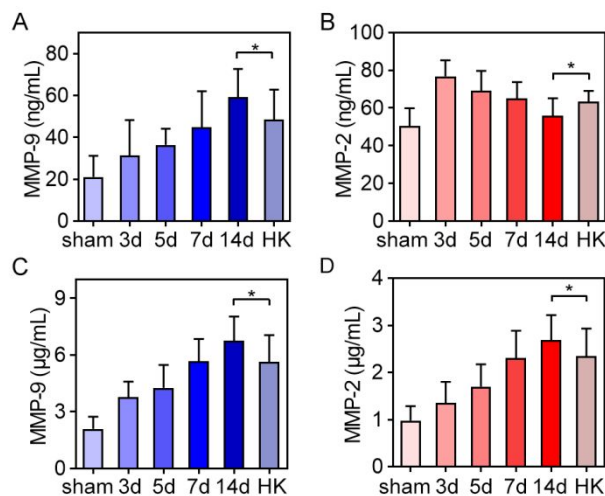 A
MMP-9
(ng/mL)
80
60
40
20
0
*
sham 3d 5d 7d 14d HK
B
MMP-2
(ng/mL)
100
80
60
40
20
0
*
sham 3d 5d 7d 14d HK
C
MMP-9 (µg/mL)
9
6
3
0
*
sham 3d 5d 7d 14d HK
D
MMP-2 (µg/mL)
4
3
2
1
0
*
sham 3d 5d 7d 14d HK